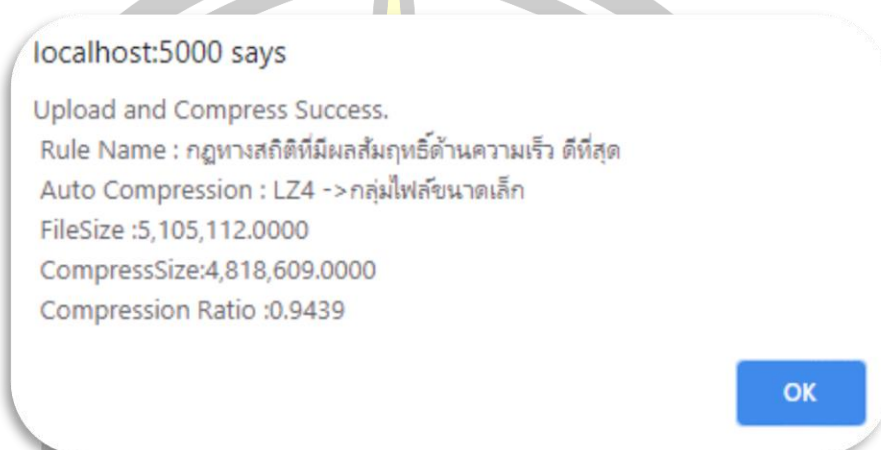 localhost:5000 says
Upload and Compress Success.
Rule Name : กฎทางสถิติที่มีผลสัมฤทธิ์ด้านความเร็ว ดีที่สุด
Auto Compression : LZ4 ->กลุ่มไฟล์ขนาดเล็ก
FileSize :5,105,112.0000
CompressSize:4,818,609.0000
Compression Ratio :0.9439
OK